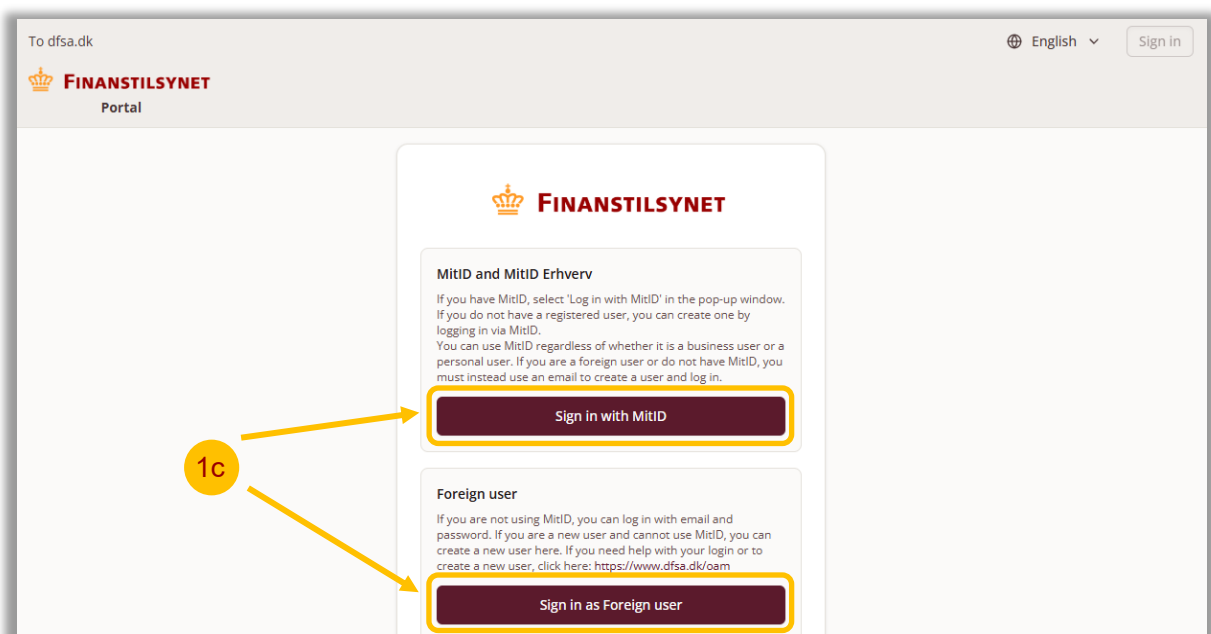 To dfsa.dk
English
Sign in
FINANSTILSYNET
Portal
FINANSTILSYNET
MitID and MitID Erhverv
If you have MitID, select 'Log in with MitID' in the pop-up window.
If you do not have a registered user, you can create one by
logging in via MitID.
You can use MitID regardless of whether it is a business user or a
personal user. If you are a foreign user or do not have MitID, you
must instead use an email to create a user and log in.
Sign in with MitID
1c
Foreign user
If you are not using MitID, you can log in with email and
password. If you are a new user and cannot use MitID, you can
create a new user here. If you need help with your login or to
create a new user, click here: https://www.dfsa.dk/oam
Sign in as Foreign user